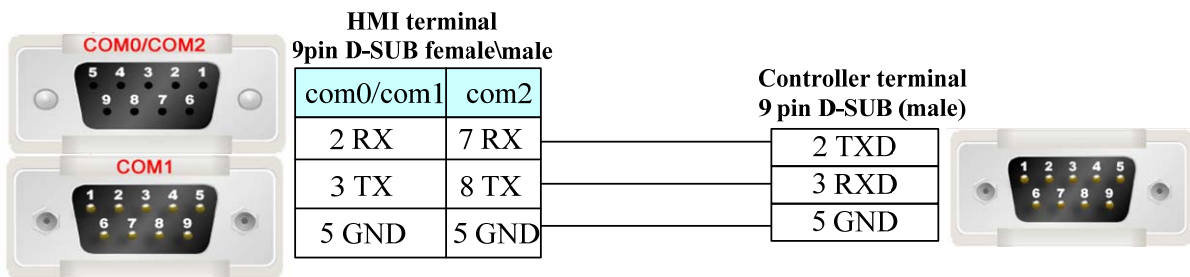 HMI terminal
9pin D-SUB female\male
COM0/COM2
5 4 3 2 1
9 8 7 6
COM1
1 2 3 4 5
6 7 8 9
com0/com1 com2
2 RX 7 RX
3 TX 8 TX
5 GND 5 GND
Controller terminal
9 pin D-SUB (male)
2 TXD
3 RXD
5 GND
1 2 3 4 5
6 7 8 9